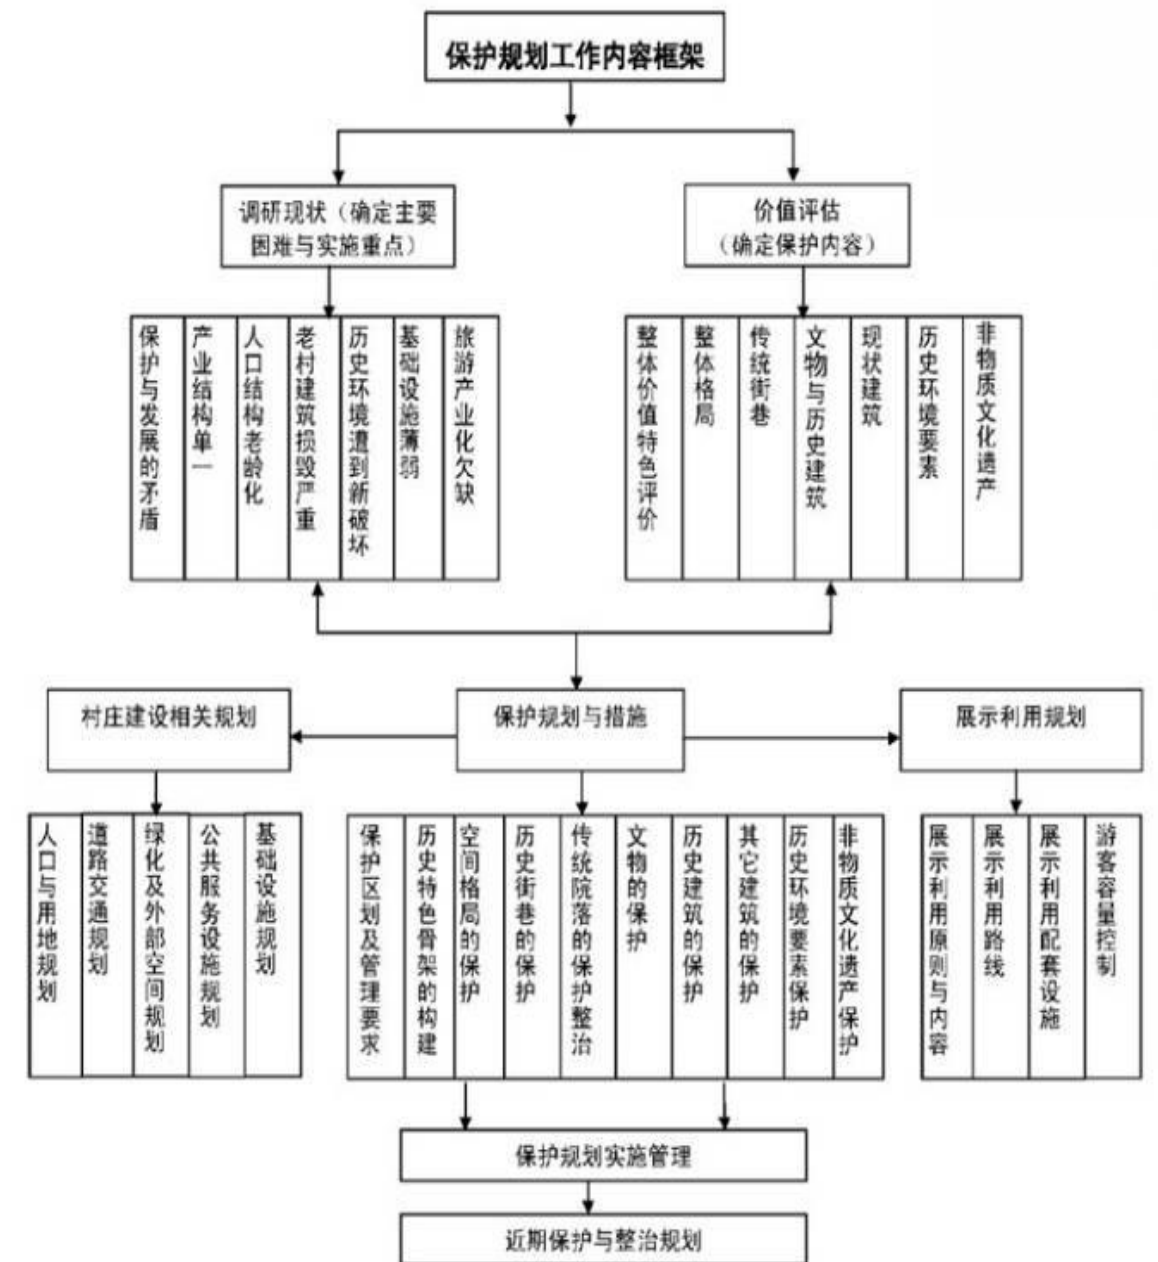 保护规划工作内容框架
调研现状（确定主要
困难与实施重点）
价值评估
（确定保护内容）
保护与发展的矛盾
产业结构单一
人口结构老龄化
老村建筑损毁严重
历史环境遭到新破坏
基础设施薄弱
旅游产业化欠缺
整体价值特色评价
整体格局
传统街巷
文物与历史建筑
现状建筑
历史环境要素
非物质文化遗产
村庄建设相关规划
保护规划与措施
展示利用规划
人口与用地规划
道路交通规划
绿化及外部空间规划
公共服务设施规划
基础设施规划
保护区划及管理要求
历史特色骨架的构建
空间格局的保护
历史街巷的保护
传统院落的保护整治
文物的保护
历史建筑的保护
其它建筑的保护
历史环境要素保护
非物质文化遗产保护
展示利用原则与内容
展示利用路线
展示利用配套设施
游客容量控制
保护规划实施管理
近期保护与整治规划